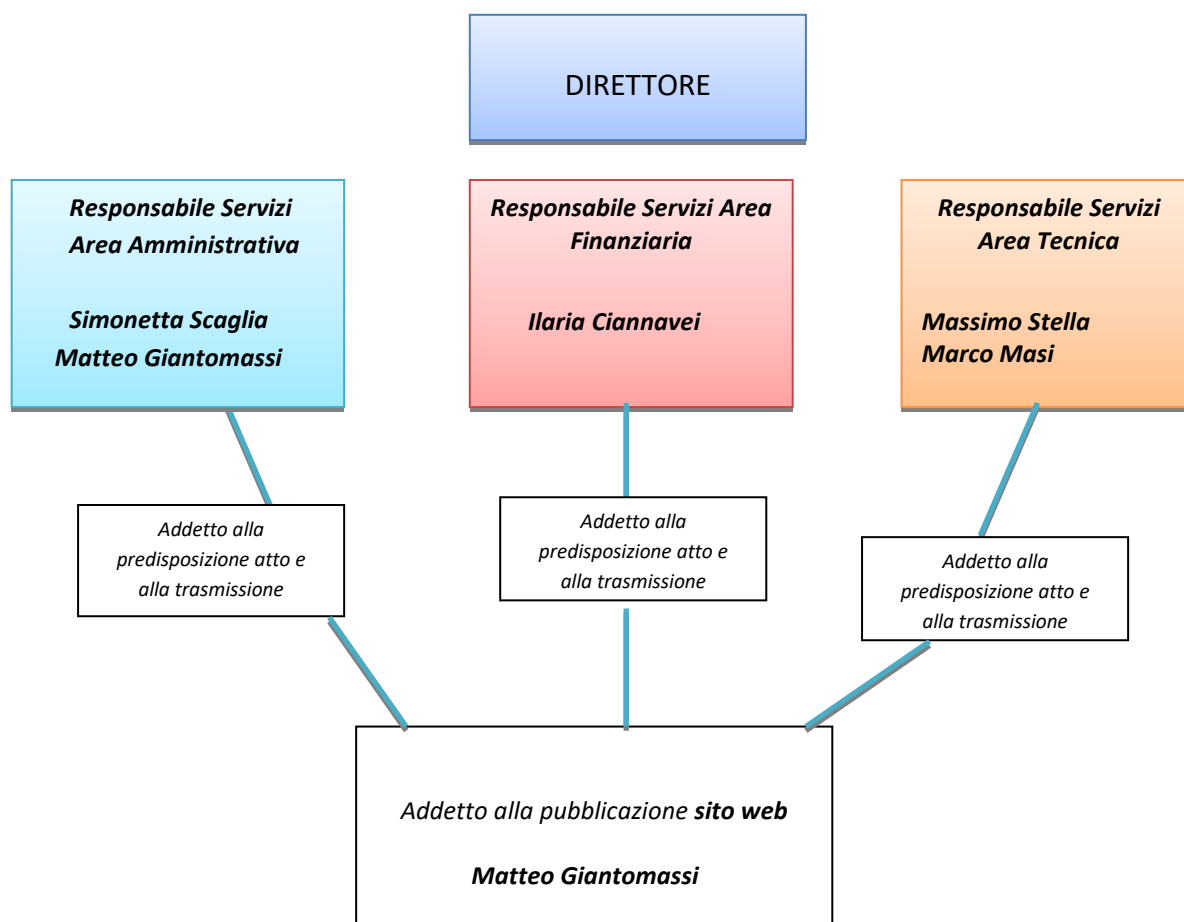 DIRETTORE
Responsabile Servizi
Area Amministrativa
Simonetta Scaglia
Matteo Giantomassi
Responsabile Servizi Area
Finanziaria
Ilaria Ciannavei
Responsabile Servizi
Area Tecnica
Massimo Stella
Marco Masi
Addetto alla
predisposizione atto e
alla trasmissione
Addetto alla
predisposizione atto e
alla trasmissione
Addetto alla
predisposizione atto e
alla trasmissione
Addetto alla pubblicazione sito web
Matteo Giantomassi